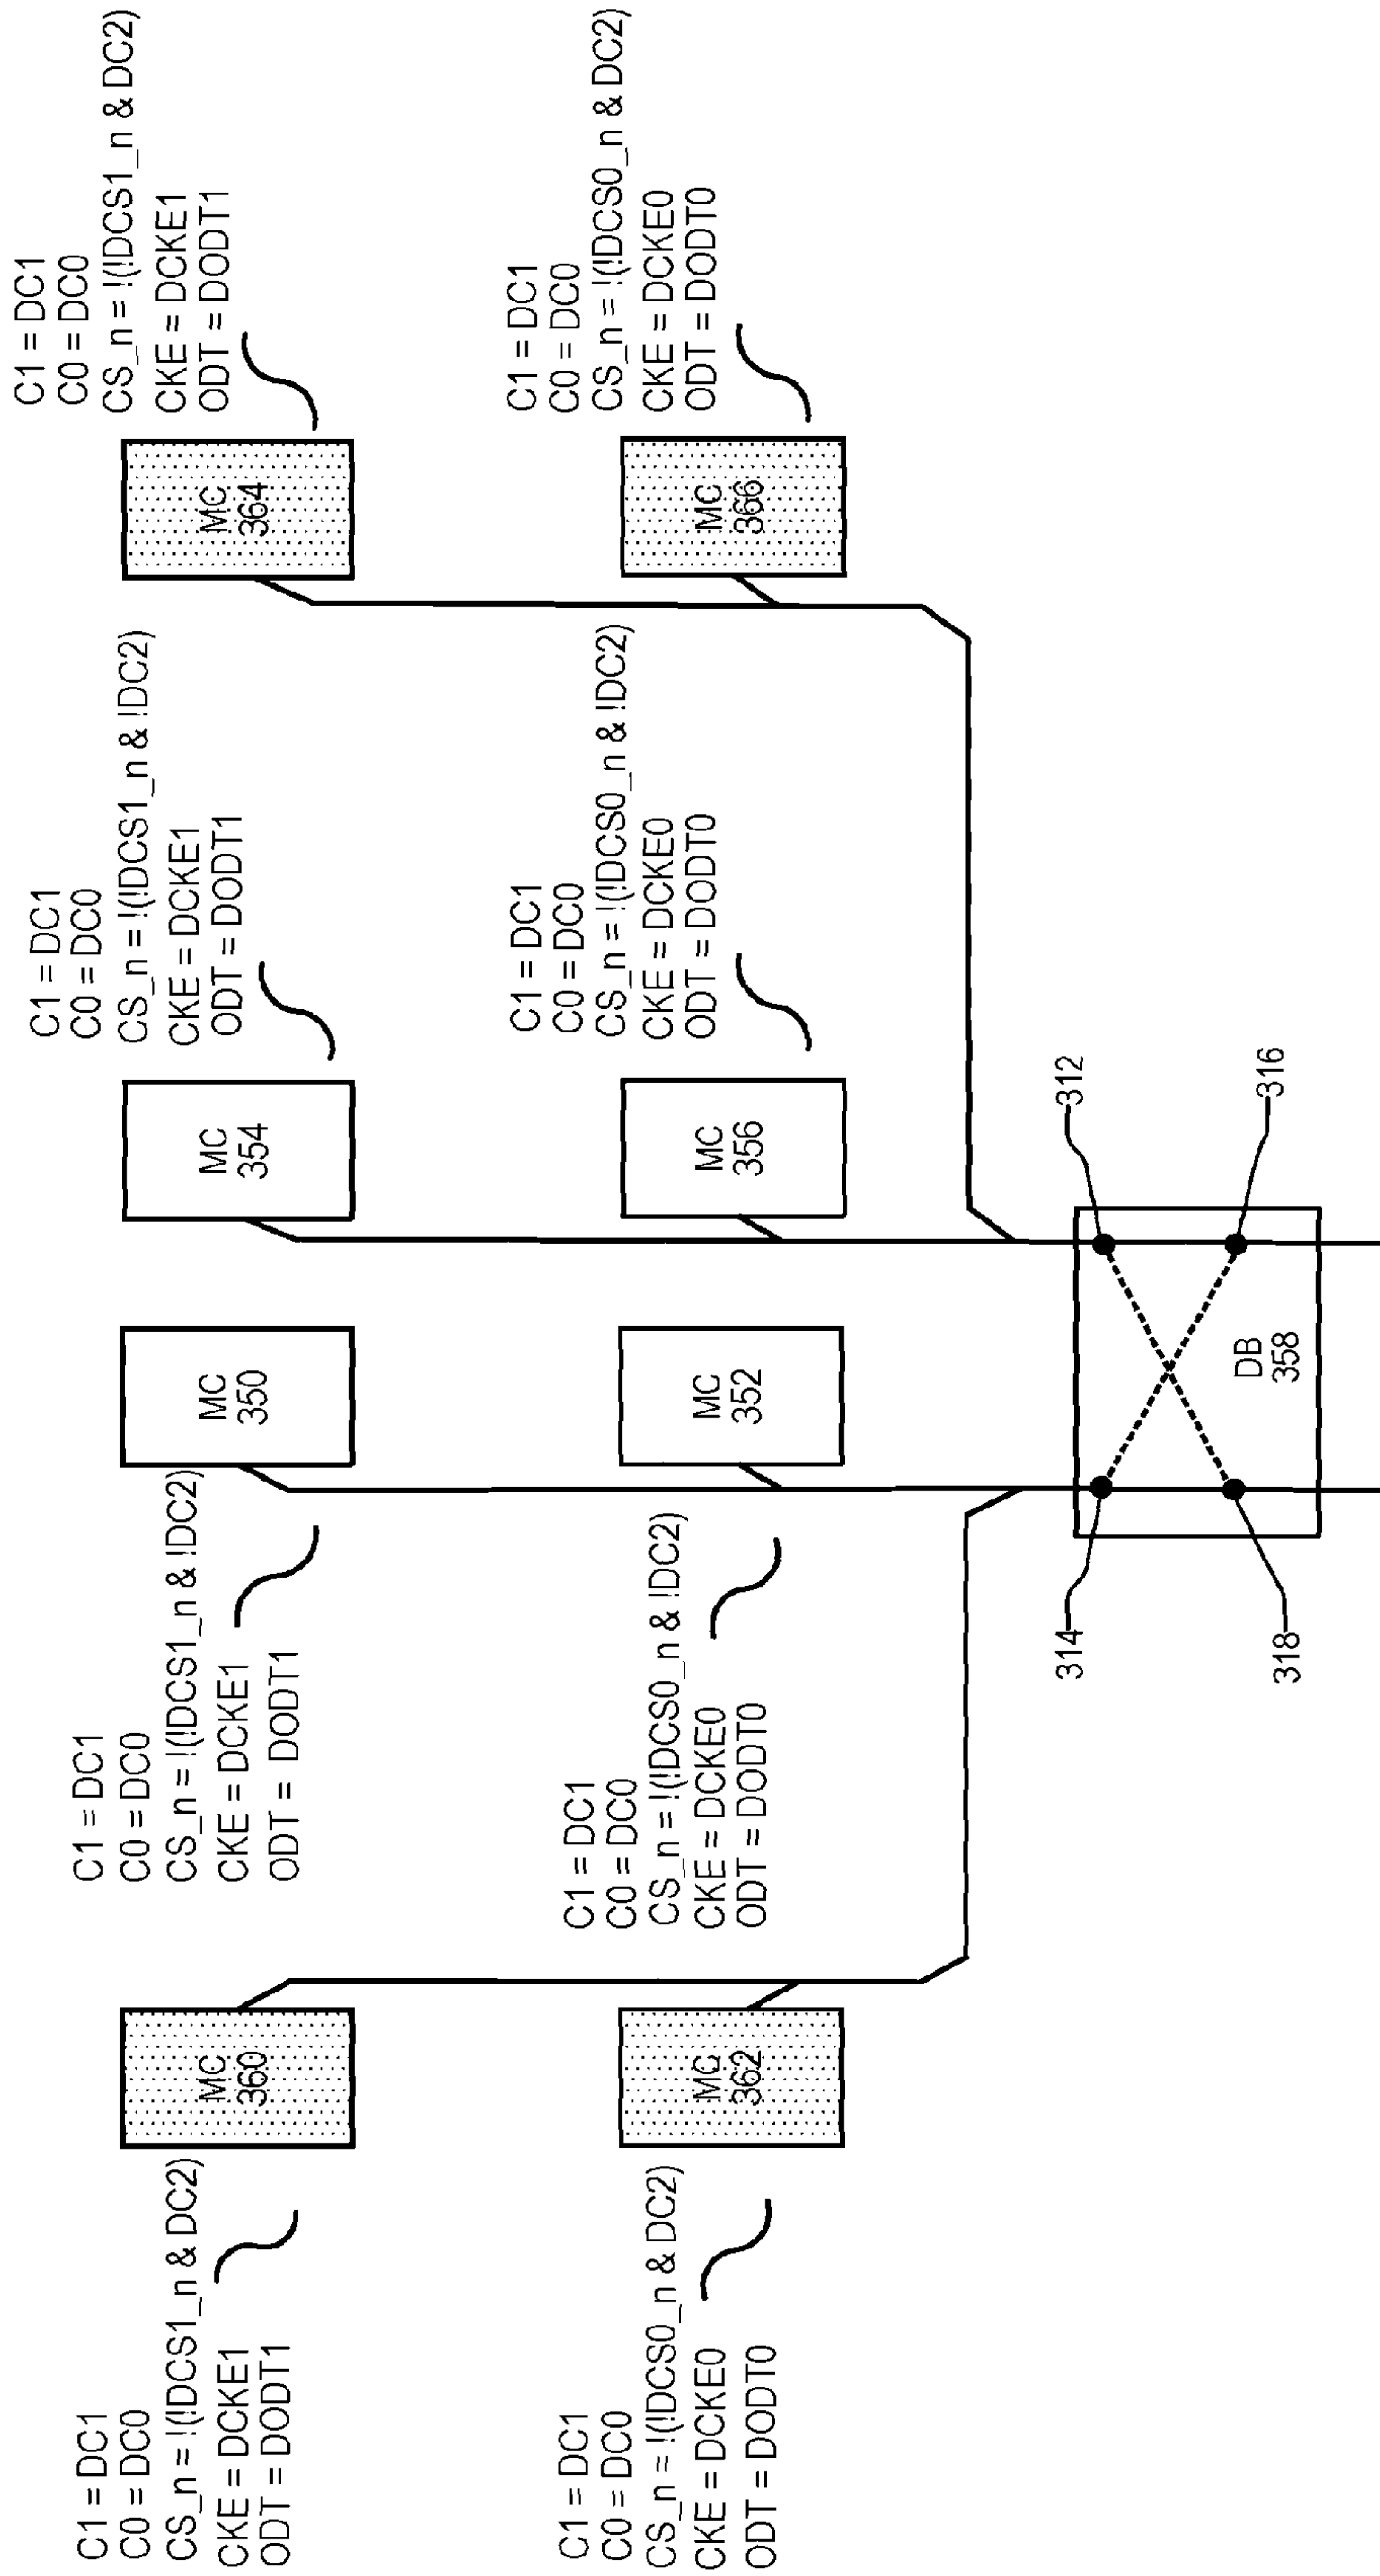 C1 = DC1
C0 = DC0
CS_n = !(!DCS1_n & DC2)
CKE = DCKE1
ODT = DODT1
MC
360
C1 = DC1
C0 = DC0
CS_n = !(!DCS1_n & !DC2)
CKE = DCKE1
ODT = DODT1
MC
350
MC
354
C1 = DC1
C0 = DC0
CS_n = !(!DCS1_n & !DC2)
CKE = DCKE1
ODT = DODT1
MC
364
C1 = DC1
C0 = DC0
CS_n = !(!DCS1_n & DC2)
CKE = DCKE1
ODT = DODT1
C1 = DC1
C0 = DC0
CS_n = !(!DCS0_n & DC2)
CKE = DCKE0
ODT = DODT0
MC
362
C1 = DC1
C0 = DC0
CS_n = !(!DCS0_n & !DC2)
CKE = DCKE0
ODT = DODT0
MC
352
MC
356
C1 = DC1
C0 = DC0
CS_n = !(!DCS0_n & !DC2)
CKE = DCKE0
ODT = DODT0
MC
366
C1 = DC1
C0 = DC0
CS_n = !(!DCS0_n & DC2)
CKE = DCKE0
ODT = DODT0
314
312
DB
358
318
316